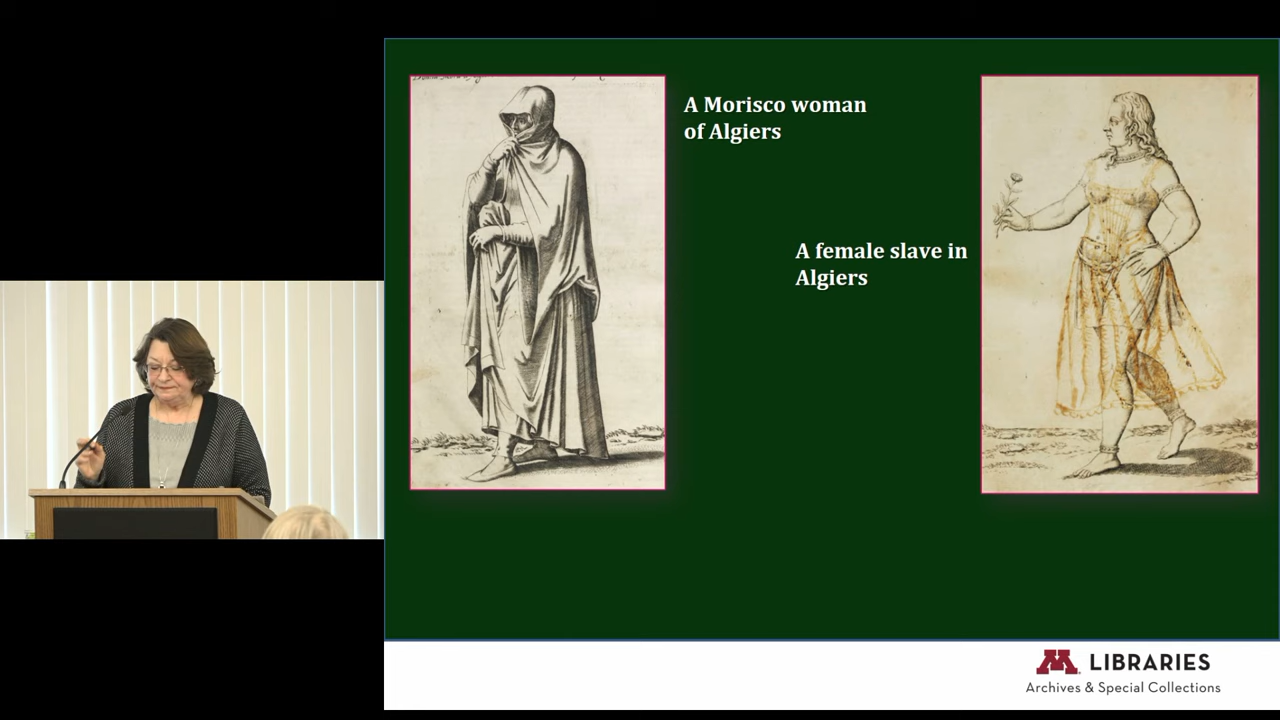 A Morisco woman
of Algiers
A female slave in
Algiers
M LIBRARIES
Archives & Special Collections